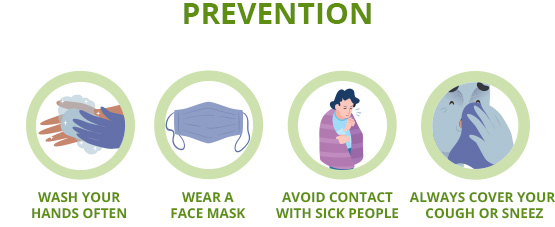 PREVENTION
WASH YOUR
HANDS OFTEN
WEAR A
FACE MASK
AVOID CONTACT
WITH SICK PEOPLE
ALWAYS COVER YOUR
COUGH OR SNEEZ